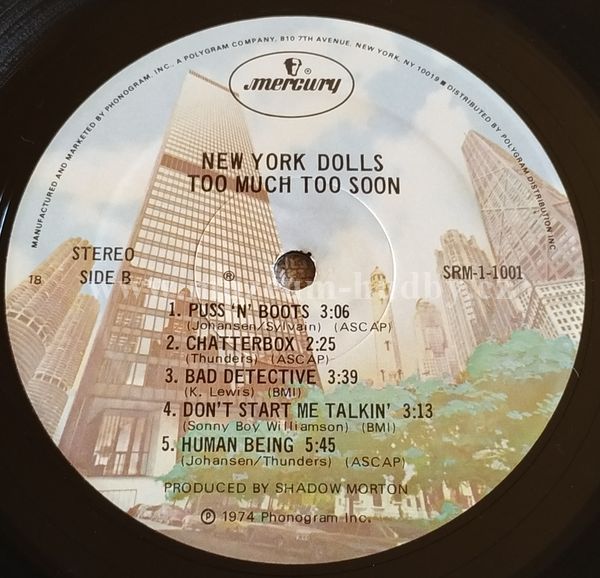 MANUFACTURED AND MARKETED BY PHONOGRAM, INC., A POLYGRAM COMPANY, 810 7TH AVENUE, NEW YORK, NY 10019 ■ DISTRIBUTED BY POLYGRAM DISTRIBUTION INC.
mercury ®
NEW YORK DOLLS
TOO MUCH TOO SOON
STEREO
18 SIDE B ® SRM-1-1001
1. PUSS 'N' BOOTS 3:06
(Johansen/Sylvain) (ASCAP)
2. CHATTERBOX 2:25
(Thunders) (ASCAP)
3. BAD DETECTIVE 3:39
(K. Lewis) (BMI)
4. DON'T START ME TALKIN' 3:13
(Sonny Boy Williamson) (BMI)
5. HUMAN BEING 5:45
(Johansen/Thunders) (ASCAP)
PRODUCED BY SHADOW MORTON
℗ 1974 Phonogram Inc.